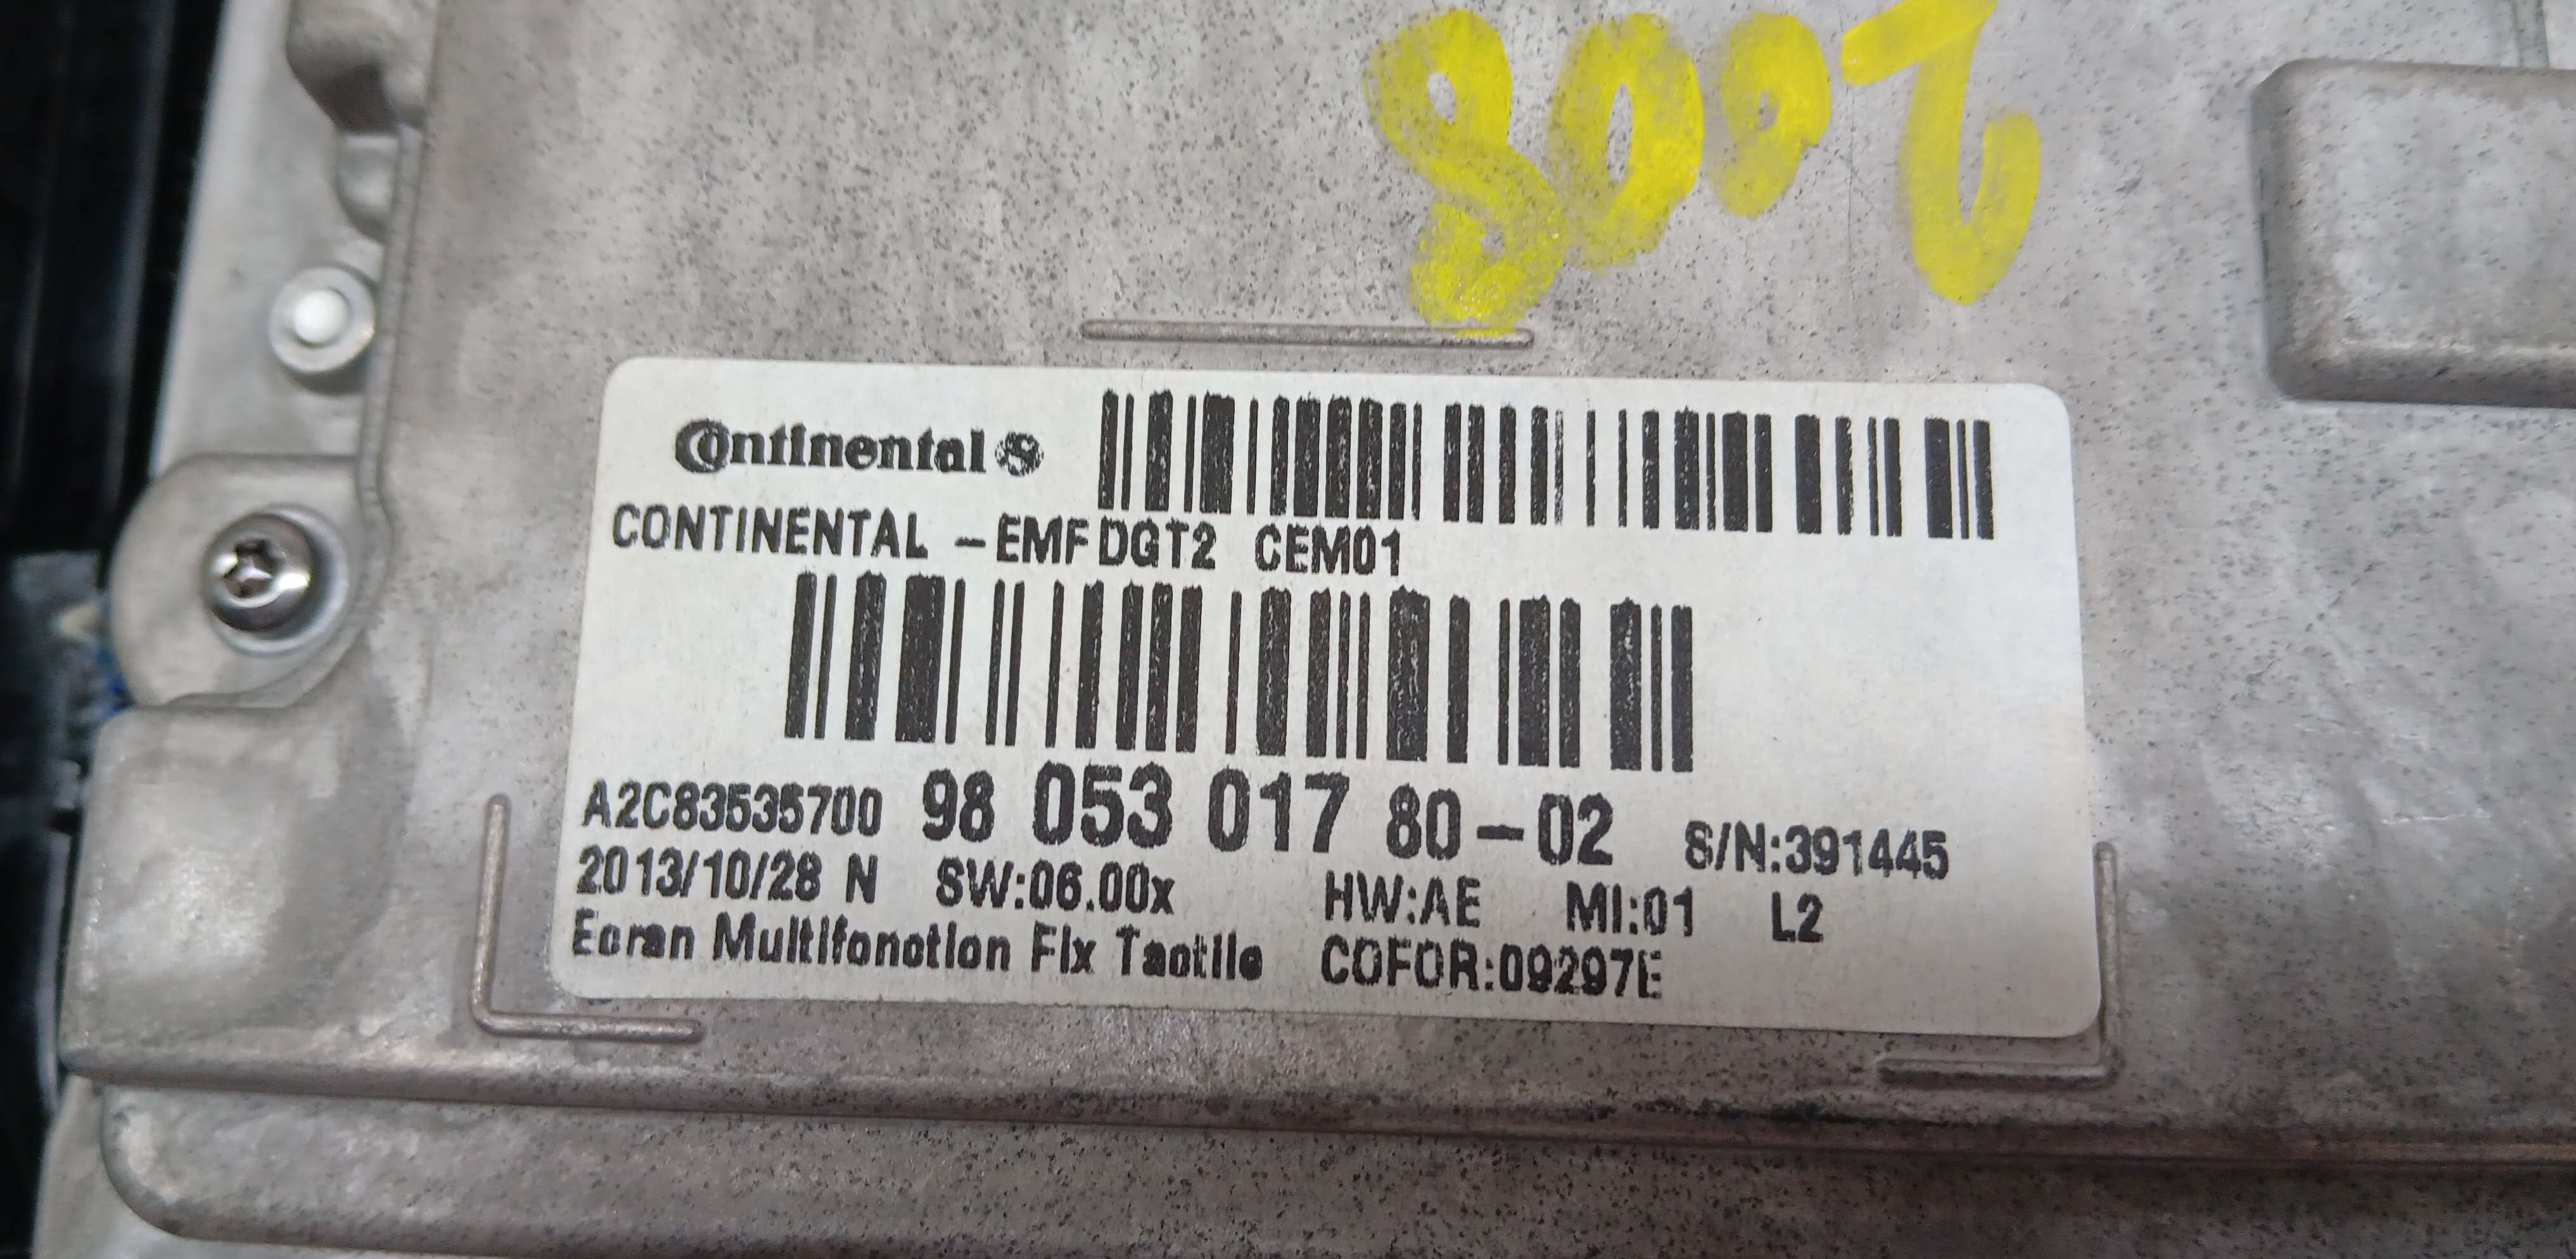 2008
Continental
CONTINENTAL -EMF DGT2 CEM01
A2C83535700 98 053 017 80-02 S/N:391445
2013/10/28 N SW:06.00x HW:AE MI:01 L2
Ecran Multifonction Fix Tactile COFOR:09297E